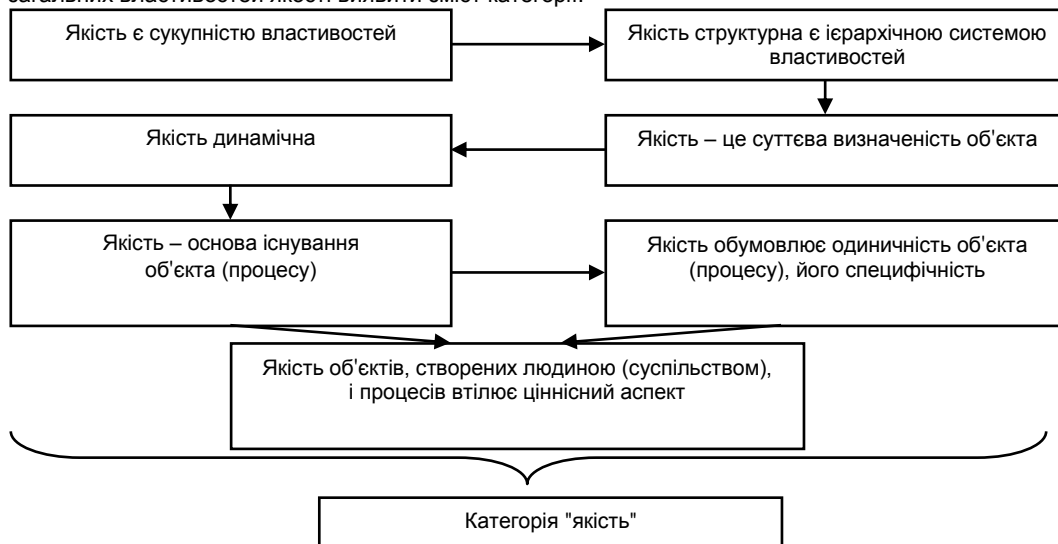 загальних властивостей якості виявити зміст категорії.
Якість є сукупністю властивостей
Якість структурна є ієрархічною системою
властивостей
Якість динамічна
Якість – це суттєва визначеність об'єкта
Якість – основа існування
об'єкта (процесу)
Якість обумовлює одиничність об'єкта
(процесу), його специфічність
Якість об'єктів, створених людиною (суспільством),
і процесів втілює ціннісний аспект
Категорія "якість"